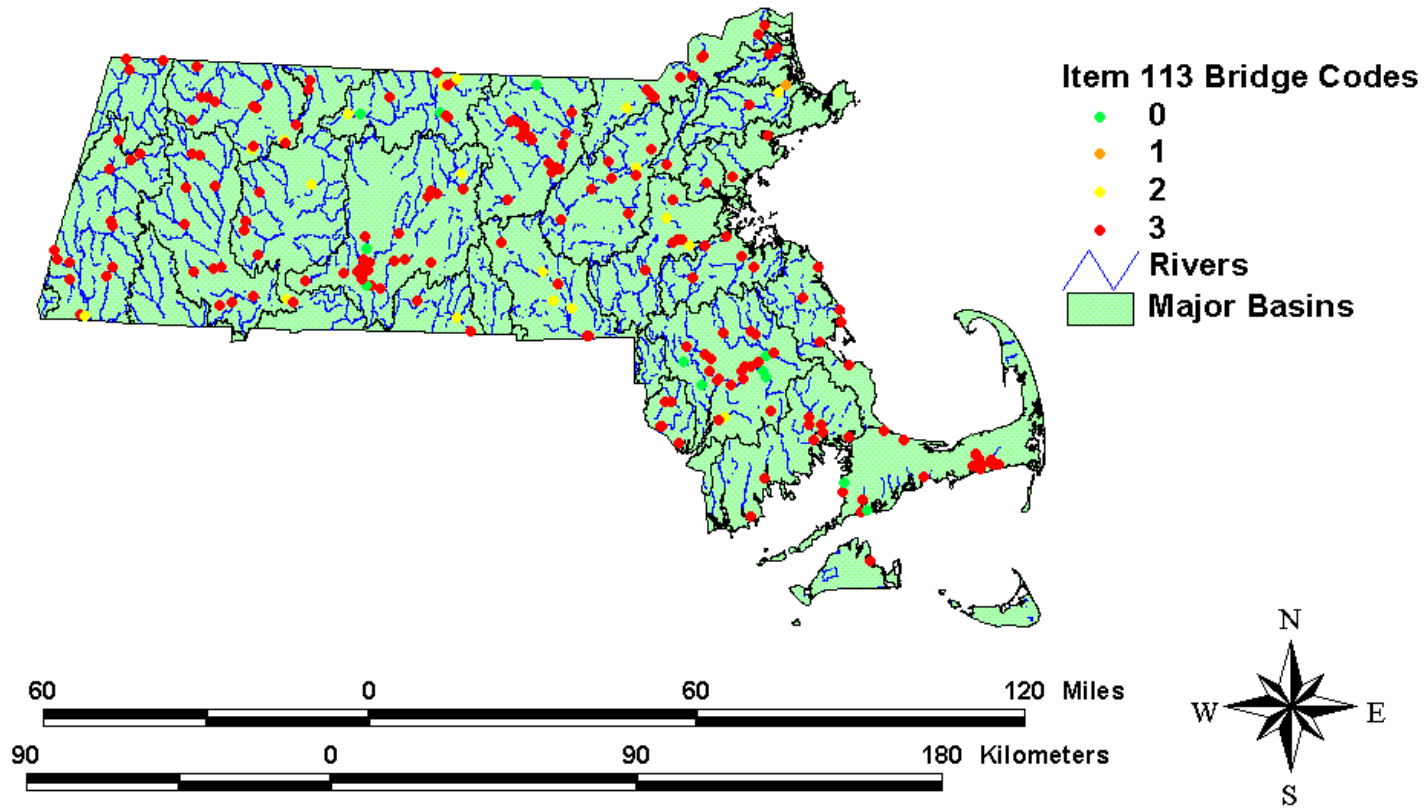 Item 113 Bridge Codes
0
1
2
3
Rivers
Major Basins
60 0 60 120 Miles
90 0 90 180 Kilometers
N
W E
S